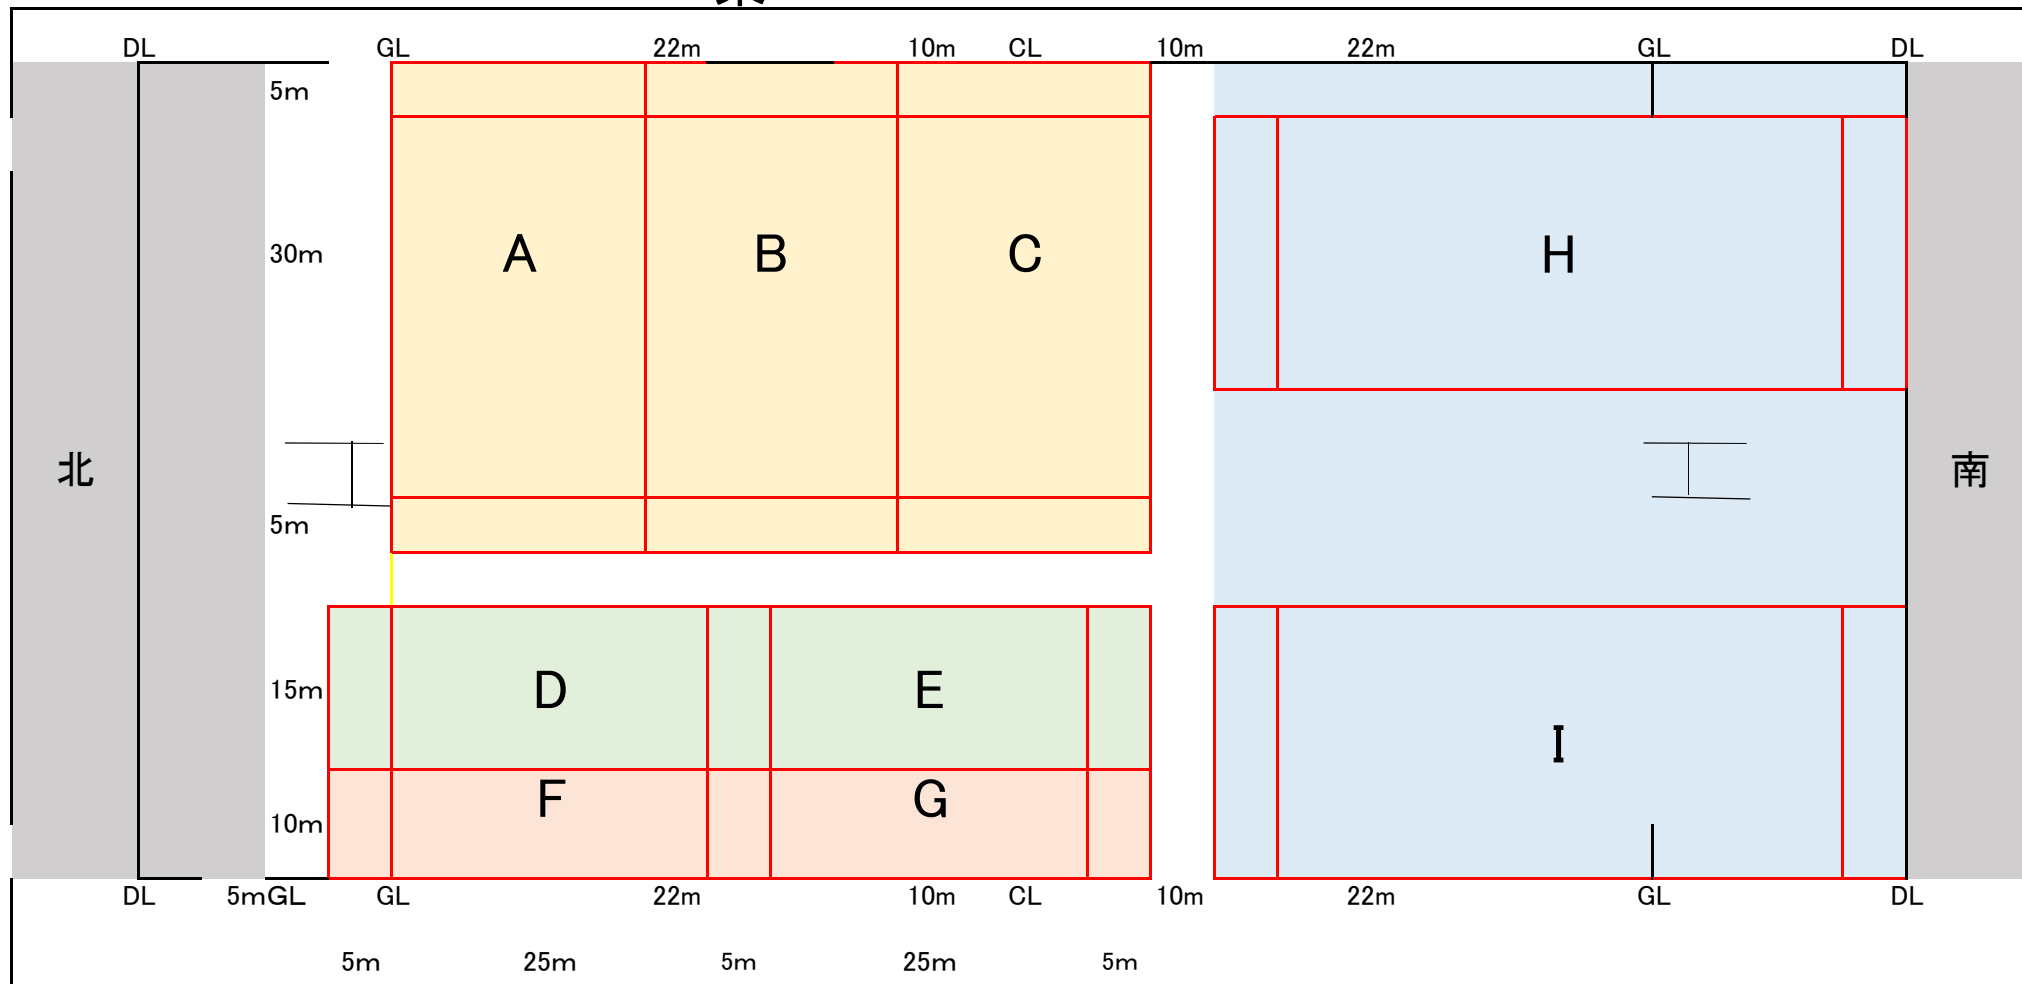 DL GL 22m 10m CL 10m 22m GL DL
5m
30m
A B C H
北 南
5m
15m
D E
I
F G
10m
DL 5mGL GL 22m 10m CL 10m 22m GL DL
5m 25m 5m 25m 5m